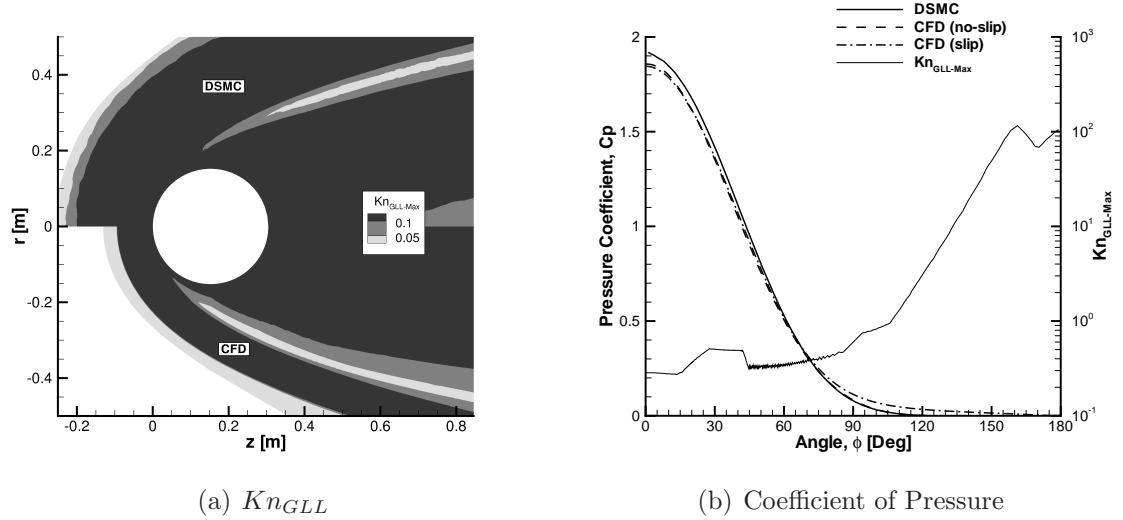 DSMC
CFD (no-slip)
CFD (slip)
Kn_GLL-Max
r [m]
0.4
0.2
0
-0.2
-0.4
DSMC
Kn_GLL-Max
0.1
0.05
CFD
-0.2 0 0.2 0.4 0.6 0.8
z [m]
Pressure Coefficient, Cp
2
1.5
1
0.5
0
Kn_GLL-Max
10^3
10^2
10^1
10^0
10^-1
0 30 60 90 120 150 180
Angle, ϕ [Deg]
(a) Kn_GLL
(b) Coefficient of Pressure